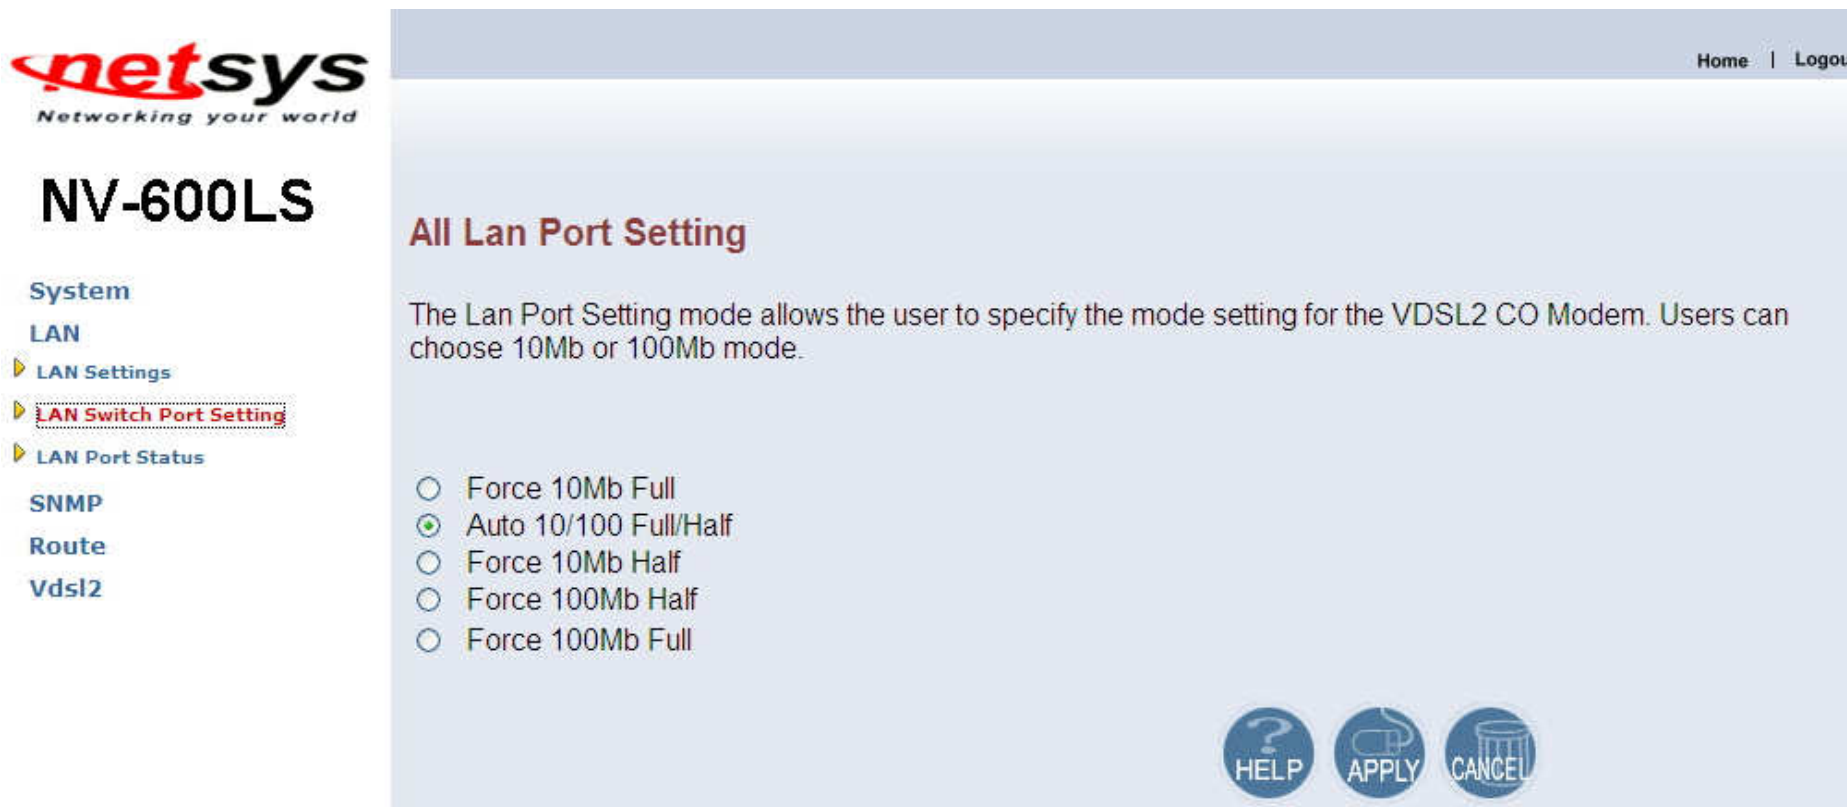 netsys
Networking your world
Home | Logou
NV-600LS
System
LAN
LAN Settings
LAN Switch Port Setting
LAN Port Status
SNMP
Route
Vdsl2
All Lan Port Setting
The Lan Port Setting mode allows the user to specify the mode setting for the VDSL2 CO Modem. Users can
choose 10Mb or 100Mb mode.
Force 10Mb Full
Auto 10/100 Full/Half
Force 10Mb Half
Force 100Mb Half
Force 100Mb Full
HELP
APPLY
CANCEL